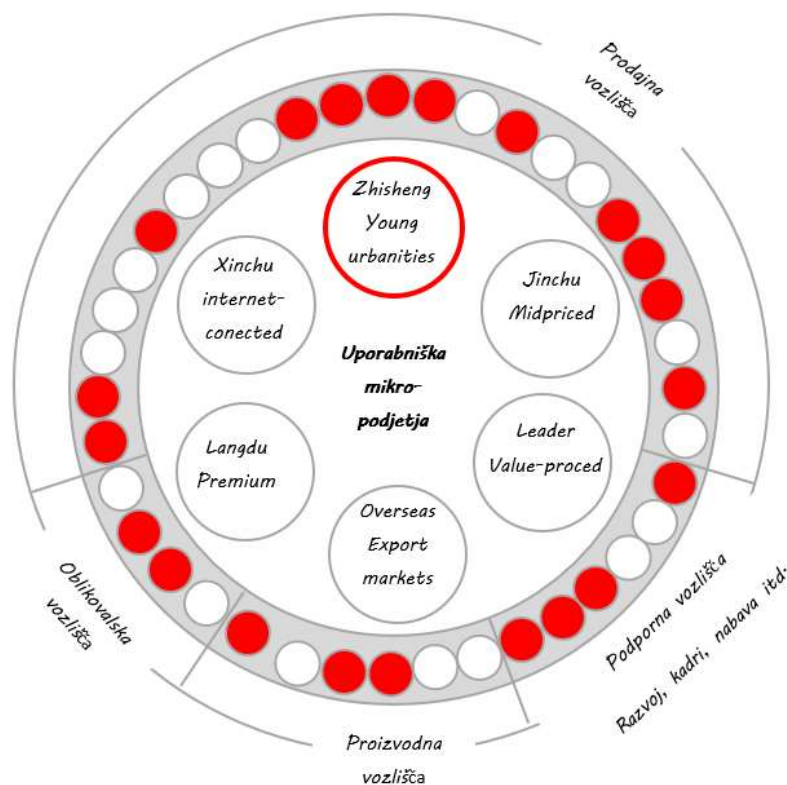 Prodajna
vozlišča
Zhisheng
Young
urbanities
Xinchu
internet-
conected
Jinchu
Midpriced
Uporabniška
mikro-
podjetja
Langdu
Premium
Leader
Value-proced
Overseas
Export
markets
Oblikovalska
vozlišča
Podporna vozlišča
Razvoj, kadri, nabava itd.
Proizvodna
vozlišča